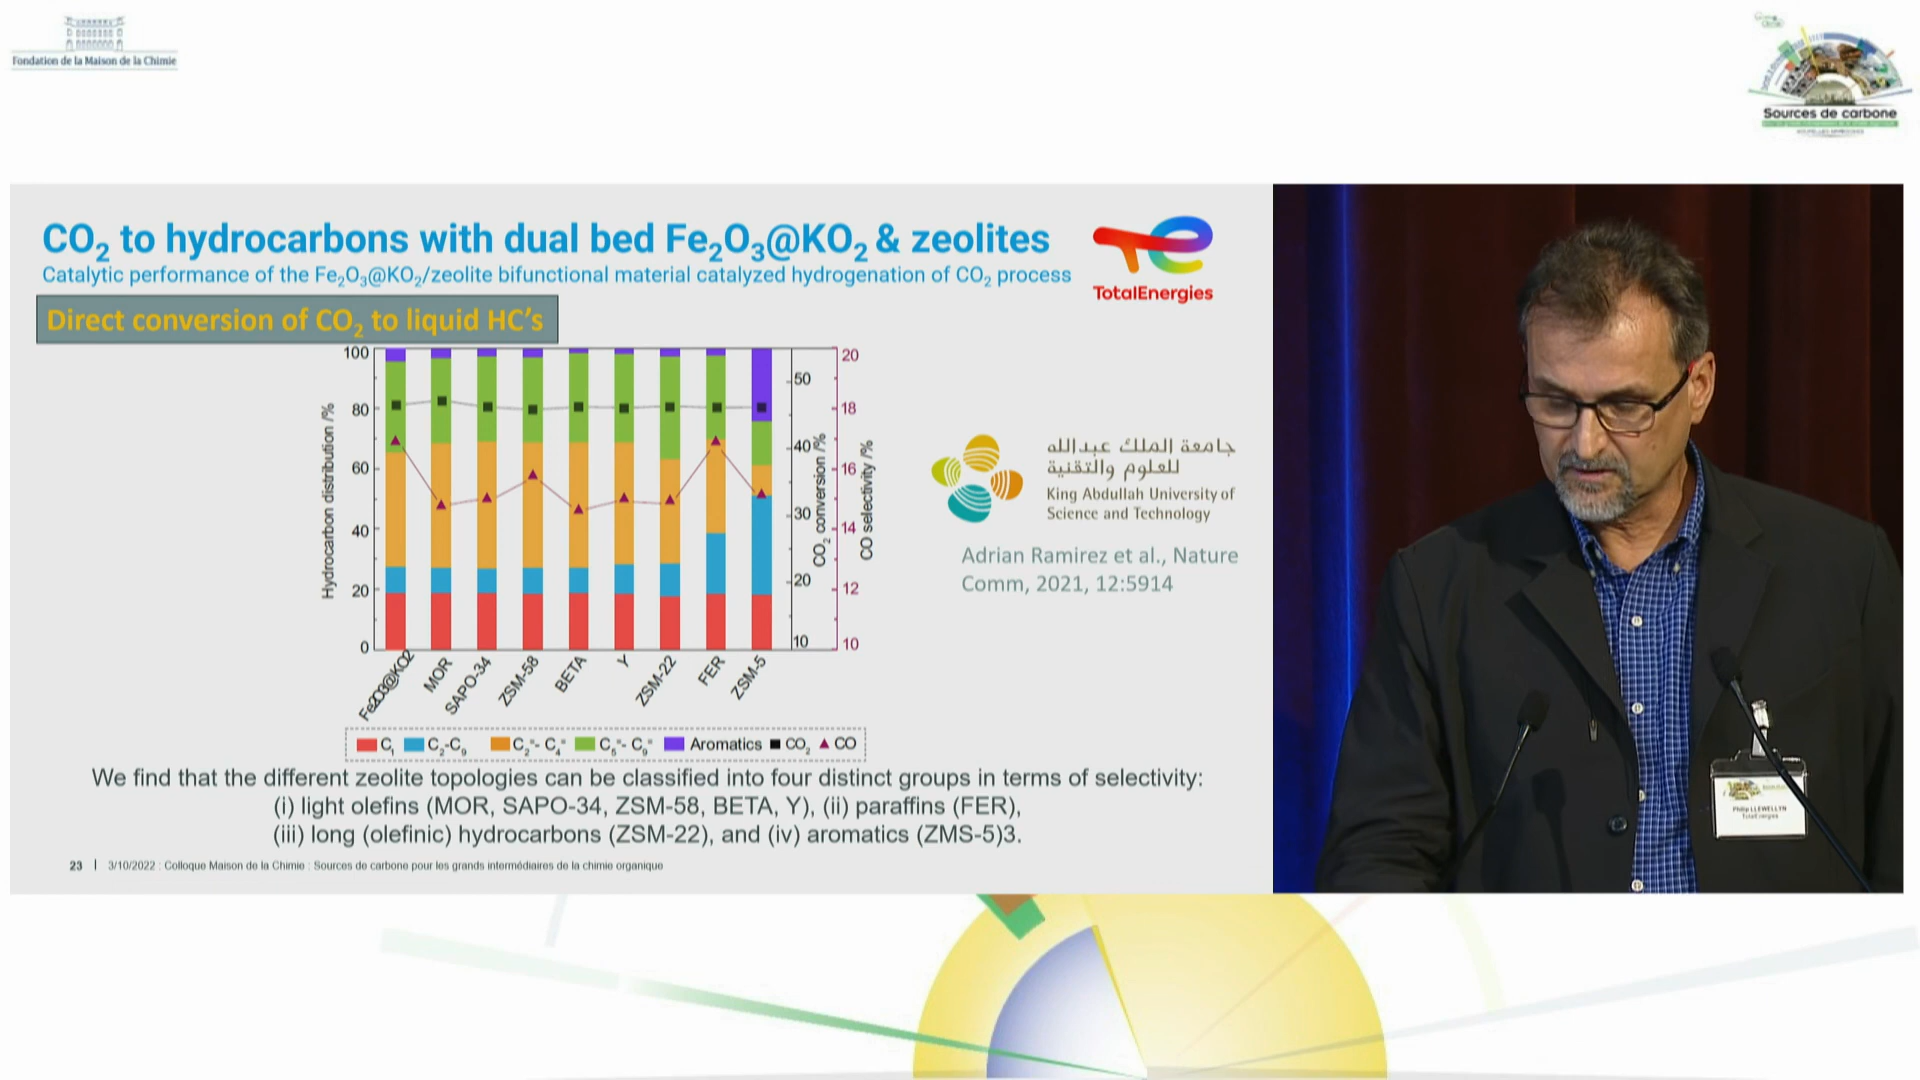 Fondation de la Maison de la Chimie
Sources de carbone
CO₂ to hydrocarbons with dual bed Fe₂O₃@KO₂ & zeolites
Catalytic performance of the Fe₂O₃@KO₂/zeolite bifunctional material catalyzed hydrogenation of CO₂ process
TotalEnergies
Direct conversion of CO₂ to liquid HC's
Hydrocarbon distribution /%
100
80
60
40
20
0
50
40
30
20
10
CO₂ conversion /%
20
18
16
14
12
10
CO selectivity /%
Fe2O3@KO2
MOR
SAPO-34
ZSM-58
BETA
Y
ZSM-22
FER
ZSM-5
C₁ C₂-C₉ C₂⁼- C₄⁼ C₅⁼- C₉⁼ Aromatics CO₂ CO
جامعة الملك عبدالله
للعلوم والتقنية
King Abdullah University of
Science and Technology
Adrian Ramirez et al., Nature
Comm, 2021, 12:5914
We find that the different zeolite topologies can be classified into four distinct groups in terms of selectivity:
(i) light olefins (MOR, SAPO-34, ZSM-58, BETA, Y), (ii) paraffins (FER),
(iii) long (olefinic) hydrocarbons (ZSM-22), and (iv) aromatics (ZMS-5)3.
23 | 3/10/2022 : Colloque Maison de la Chimie : Sources de carbone pour les grands intermédiaires de la chimie organique
Philip LLEWELLYN
TotalEnergies